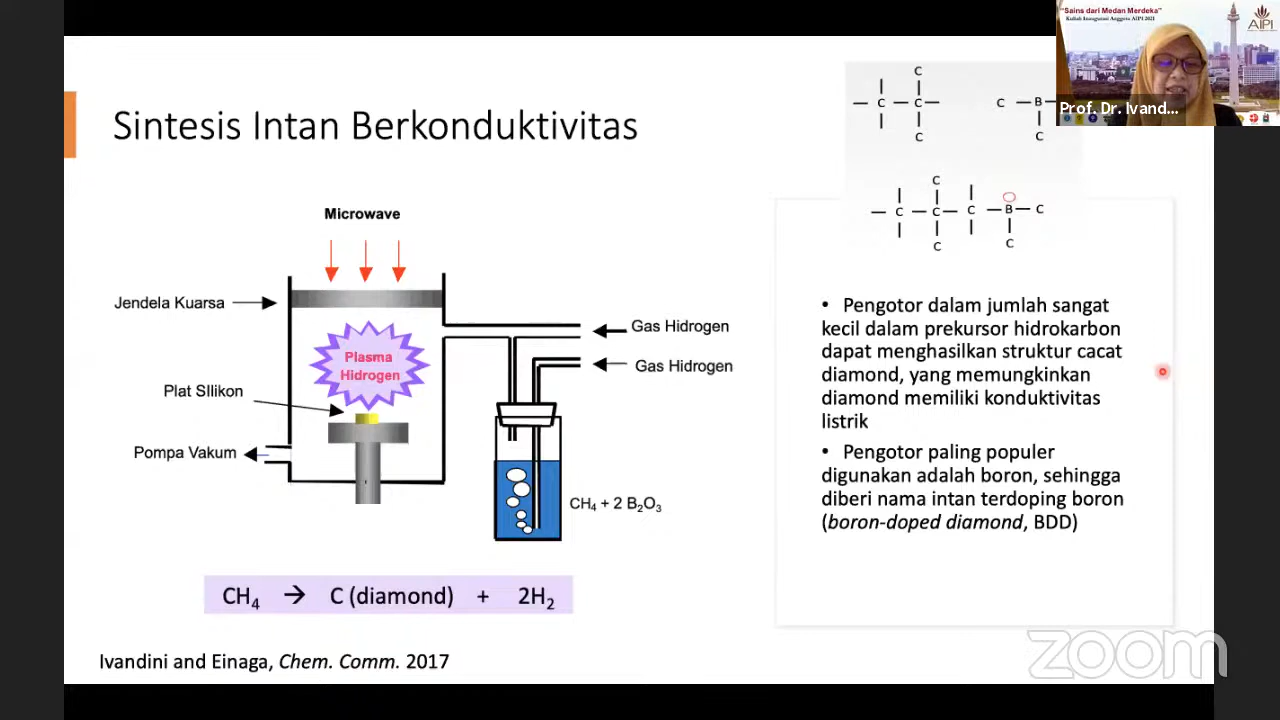 "Sains dari Medan Merdeka"
Kuliah Inaugurasi Anggota AIPI 2021
AIPI
Prof. Dr. Ivand...
Sintesis Intan Berkonduktivitas
Microwave
Jendela Kuarsa
Plasma
Hidrogen
Plat SIlikon
Pompa Vakum
Gas Hidrogen
Gas Hidrogen
CH₄ + 2 B₂O₃
CH₄ → C (diamond) + 2H₂
Ivandini and Einaga, Chem. Comm. 2017
C
C C C B
C C
C
C C C B C
C C
• Pengotor dalam jumlah sangat
kecil dalam prekursor hidrokarbon
dapat menghasilkan struktur cacat
diamond, yang memungkinkan
diamond memiliki konduktivitas
listrik
• Pengotor paling populer
digunakan adalah boron, sehingga
diberi nama intan terdoping boron
(boron-doped diamond, BDD)
zoom